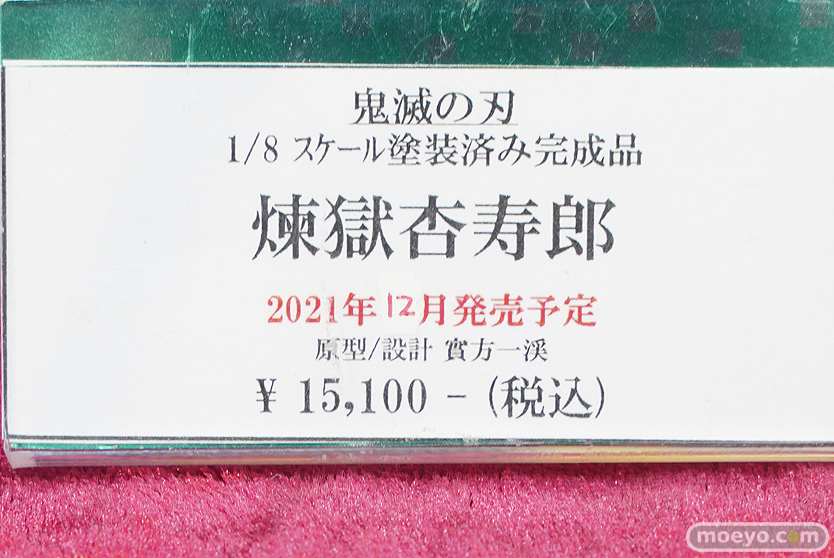 鬼滅の刃
1/8 スケール塗装済み完成品
煉獄杏寿郎
2021年12月発売予定
原型/設計 實方一渓
¥ 15,100 − (税込)
moeyo.com